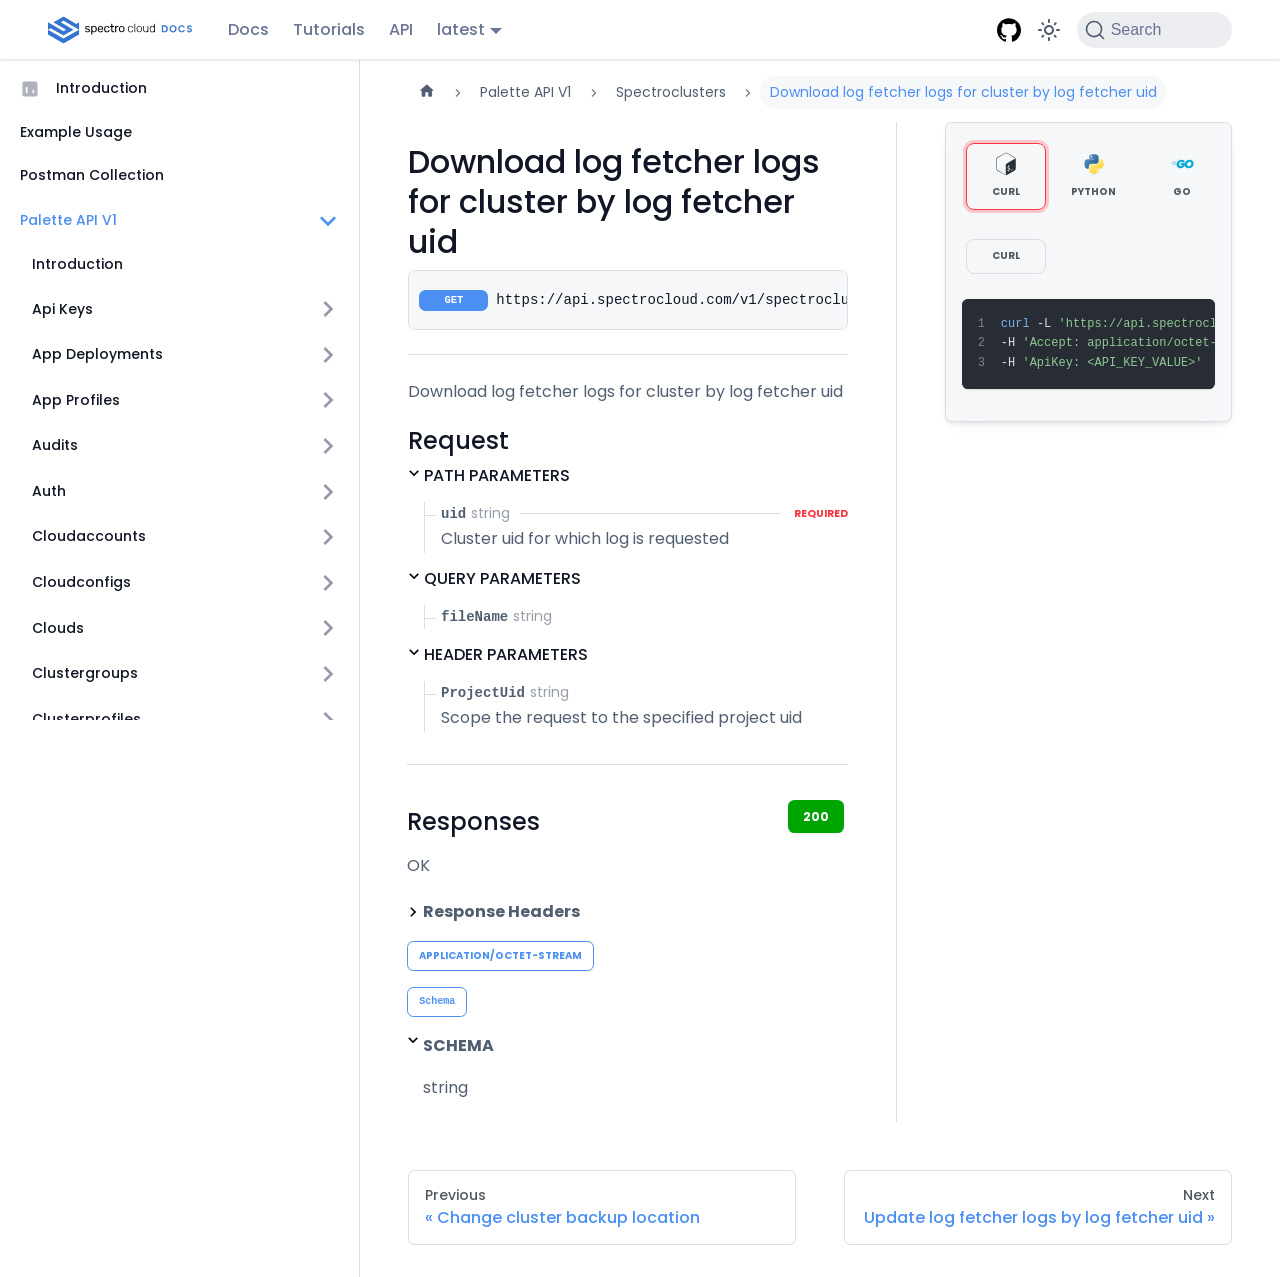 spectro cloud DOCS
Docs
Tutorials
API
latest
Search
Introduction
Example Usage
Postman Collection
Palette API V1
Introduction
Api Keys
App Deployments
App Profiles
Audits
Auth
Cloudaccounts
Cloudconfigs
Clouds
Clustergroups
Clusterprofiles
Palette API V1
Spectroclusters
Download log fetcher logs for cluster by log fetcher uid
Download log fetcher logs
for cluster by log fetcher
uid
GET https://api.spectrocloud.com/v1/spectroclu
Download log fetcher logs for cluster by log fetcher uid
Request
PATH PARAMETERS
uid string REQUIRED
Cluster uid for which log is requested
QUERY PARAMETERS
fileName string
HEADER PARAMETERS
ProjectUid string
Scope the request to the specified project uid
Responses
200
OK
Response Headers
APPLICATION/OCTET-STREAM
Schema
SCHEMA
string
CURL
PYTHON
GO
CURL
1 curl -L 'https://api.spectrocl
2 -H 'Accept: application/octet-
3 -H 'ApiKey: <API_KEY_VALUE>'
Previous
« Change cluster backup location
Next
Update log fetcher logs by log fetcher uid »